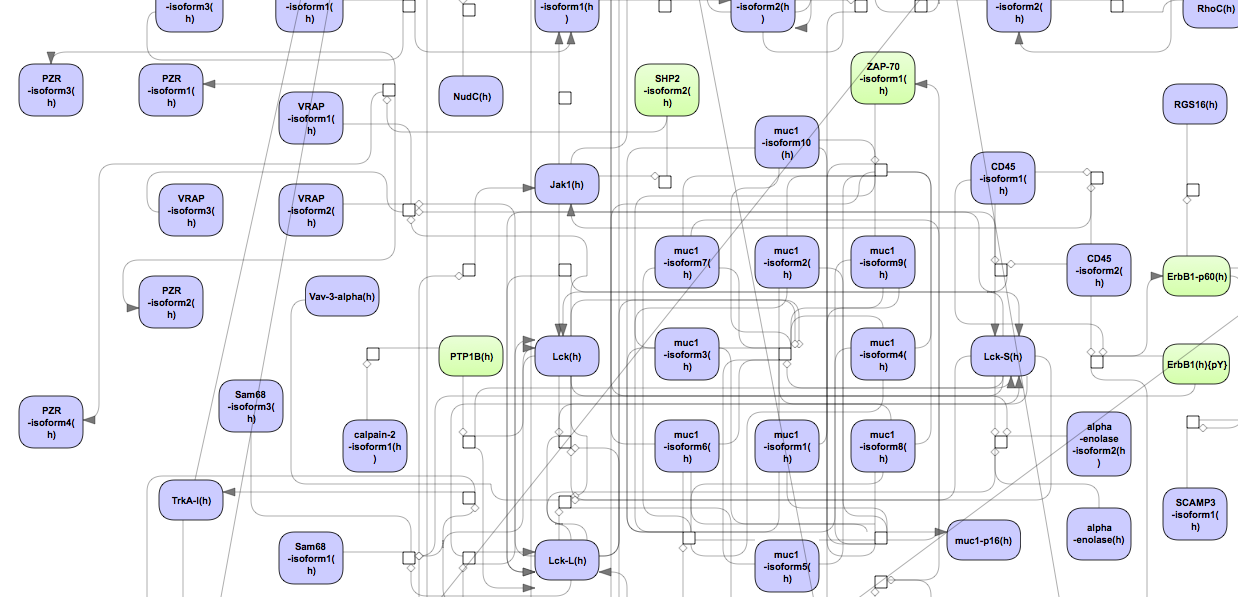 -isoform3(
h)
-isoform1(
h)
-isoform1(h
)
-isoform2(h
)
-isoform2(
h)
RhoC(h)
PZR
-isoform3(
h)
PZR
-isoform1(
h)
VRAP
-isoform1(
h)
NudC(h)
SHP2
-isoform2(
h)
ZAP-70
-isoform1(
h)
muc1
-isoform10
(h)
RGS16(h)
CD45
-isoform1(
h)
Jak1(h)
VRAP
-isoform3(
h)
VRAP
-isoform2(
h)
muc1
-isoform7(
h)
muc1
-isoform2(
h)
muc1
-isoform9(
h)
CD45
-isoform2(
h)
ErbB1-p60(h)
PZR
-isoform2(
h)
Vav-3-alpha(h)
PTP1B(h)
Lck(h)
muc1
-isoform3(
h)
muc1
-isoform4(
h)
Lck-S(h)
ErbB1(h){pY}
PZR
-isoform4(
h)
Sam68
-isoform3(
h)
calpain-2
-isoform1(h
)
muc1
-isoform6(
h)
muc1
-isoform1(
h)
muc1
-isoform8(
h)
alpha
-enolase
-isoform2(h
)
TrkA-I(h)
SCAMP3
-isoform1(
h)
Sam68
-isoform1(
h)
Lck-L(h)
muc1
-isoform5(
h)
muc1-p16(h)
alpha
-enolase(h)